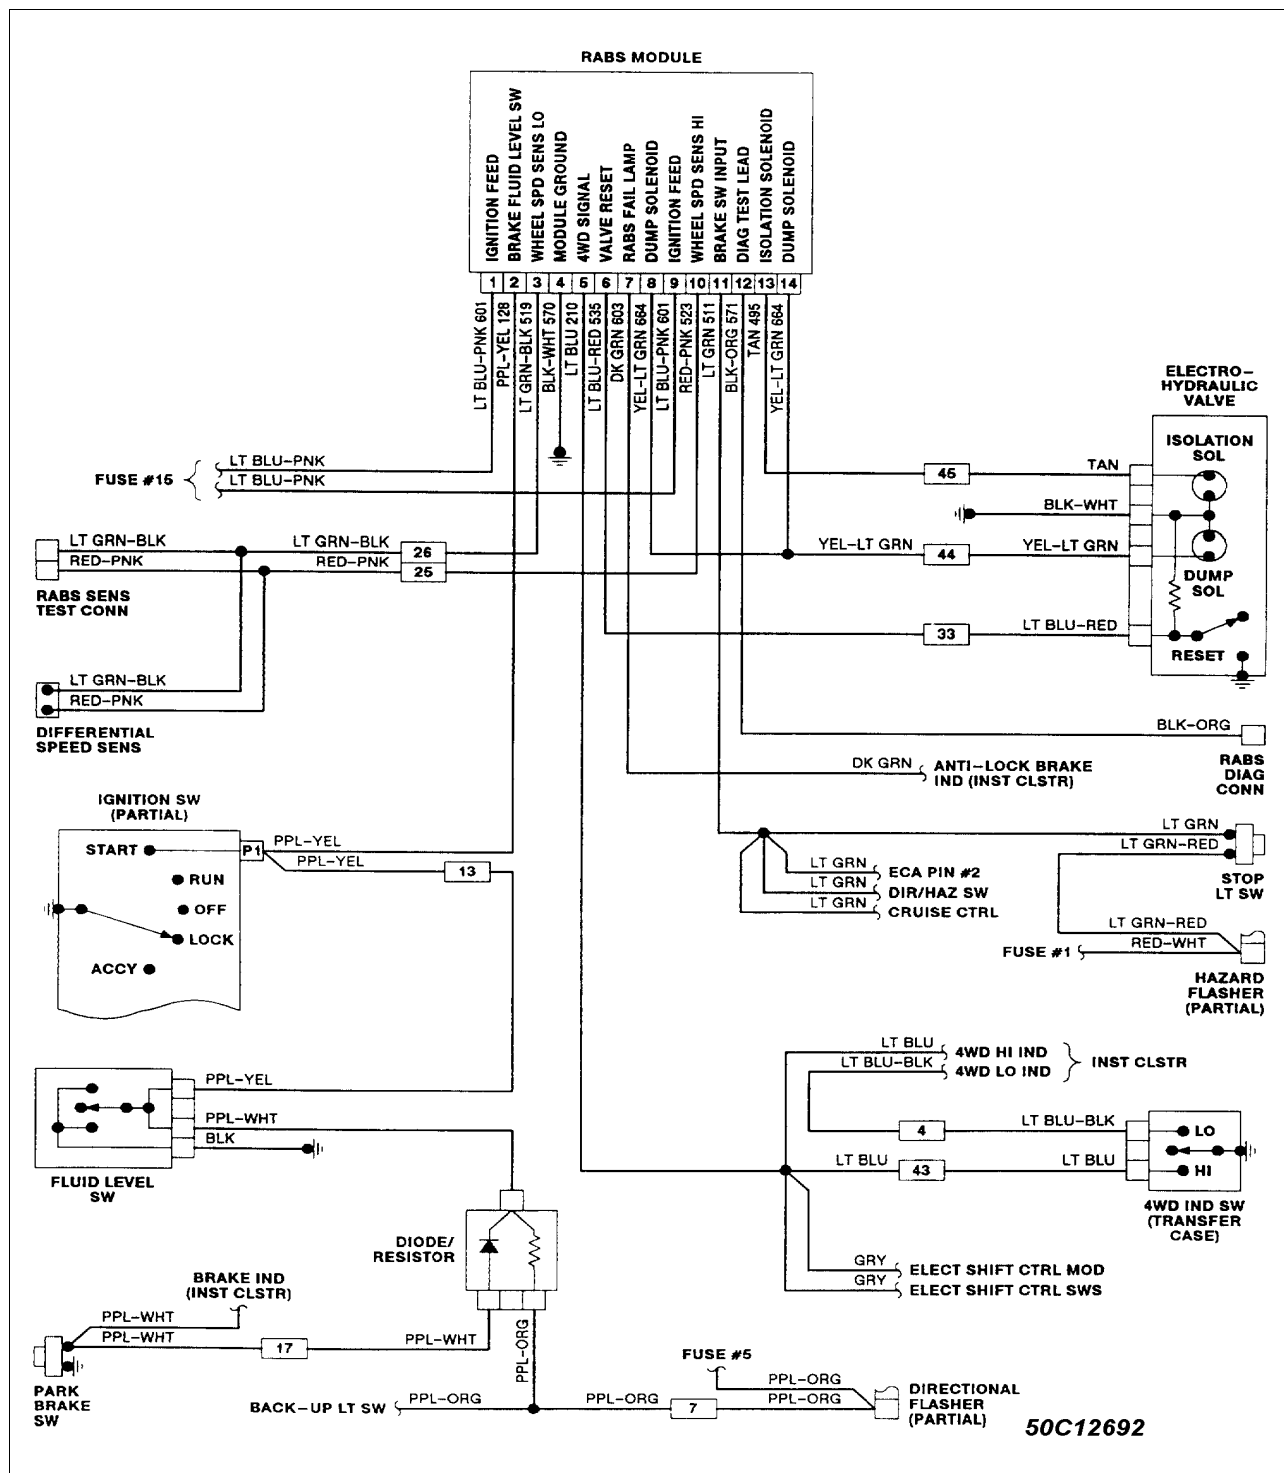 RABS MODULE
IGNITION FEED
BRAKE FLUID LEVEL SW
WHEEL SPD SENS LO
MODULE GROUND
4WD SIGNAL
VALVE RESET
RABS FAIL LAMP
DUMP SOLENOID
IGNITION FEED
WHEEL SPD SENS HI
BRAKE SW INPUT
DIAG TEST LEAD
ISOLATION SOLENOID
DUMP SOLENOID
1 2 3 4 5 6 7 8 9 10 11 12 13 14
LT BLU-PNK 601
PPL-YEL 128
LT GRN-BLK 519
BLK-WHT 570
LT BLU 210
LT BLU-RED 535
DK GRN 603
YEL-LT GRN 664
LT BLU-PNK 601
RED-PNK 523
LT GRN 511
BLK-ORG 571
TAN 495
YEL-LT GRN 664
ELECTRO-
HYDRAULIC
VALVE
ISOLATION
SOL
FUSE #15
LT BLU-PNK
LT BLU-PNK
45
TAN
BLK-WHT
LT GRN-BLK
RED-PNK
LT GRN-BLK
RED-PNK
26
25
YEL-LT GRN
44
YEL-LT GRN
DUMP
SOL
RABS SENS
TEST CONN
33
LT BLU-RED
RESET
LT GRN-BLK
RED-PNK
DIFFERENTIAL
SPEED SENS
BLK-ORG
RABS
DIAG
CONN
DK GRN
ANTI-LOCK BRAKE
IND (INST CLSTR)
IGNITION SW
(PARTIAL)
START
P1
RUN
OFF
LOCK
ACCY
PPL-YEL
PPL-YEL
13
LT GRN
LT GRN-RED
STOP
LT SW
LT GRN
ECA PIN #2
LT GRN
DIR/HAZ SW
LT GRN
CRUISE CTRL
LT GRN-RED
FUSE #1
RED-WHT
HAZARD
FLASHER
(PARTIAL)
LT BLU
4WD HI IND
LT BLU-BLK
4WD LO IND
INST CLSTR
PPL-YEL
PPL-WHT
BLK
FLUID LEVEL
SW
4
LT BLU-BLK
LO
LT BLU
43
LT BLU
HI
4WD IND SW
(TRANSFER
CASE)
DIODE/
RESISTOR
GRY
ELECT SHIFT CTRL MOD
GRY
ELECT SHIFT CTRL SWS
BRAKE IND
(INST CLSTR)
PPL-WHT
PPL-WHT
17
PPL-WHT
PPL-ORG
PARK
BRAKE
SW
FUSE #5
PPL-ORG
BACK-UP LT SW
PPL-ORG
PPL-ORG
7
PPL-ORG
DIRECTIONAL
FLASHER
(PARTIAL)
50C12692